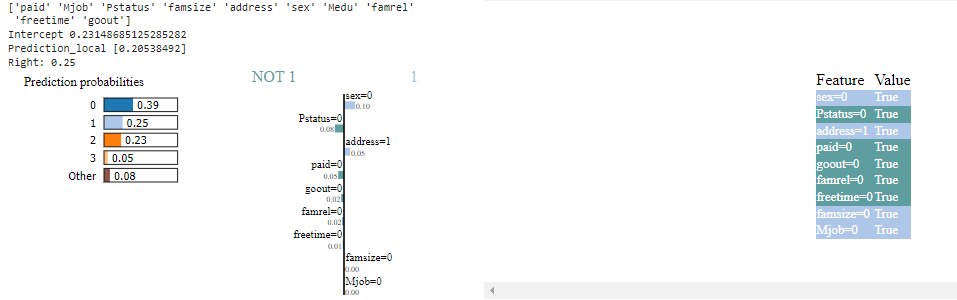 ['paid' 'Mjob' 'Pstatus' 'famsize' 'address' 'sex' 'Medu' 'famrel'
'freetime' 'goout']
Intercept 0.23148685125285282
Prediction_local [0.20538492]
Right: 0.25
Prediction probabilities
0 0.39
1 0.25
2 0.23
3 0.05
Other 0.08
NOT 1 1
sex=0
0.10
Pstatus=0
0.08
address=1
0.05
paid=0
0.05
goout=0
0.02
famrel=0
0.02
freetime=0
0.01
famsize=0
0.00
Mjob=0
0.00
Feature Value
sex=0 True
Pstatus=0 True
address=1 True
paid=0 True
goout=0 True
famrel=0 True
freetime=0 True
famsize=0 True
Mjob=0 True